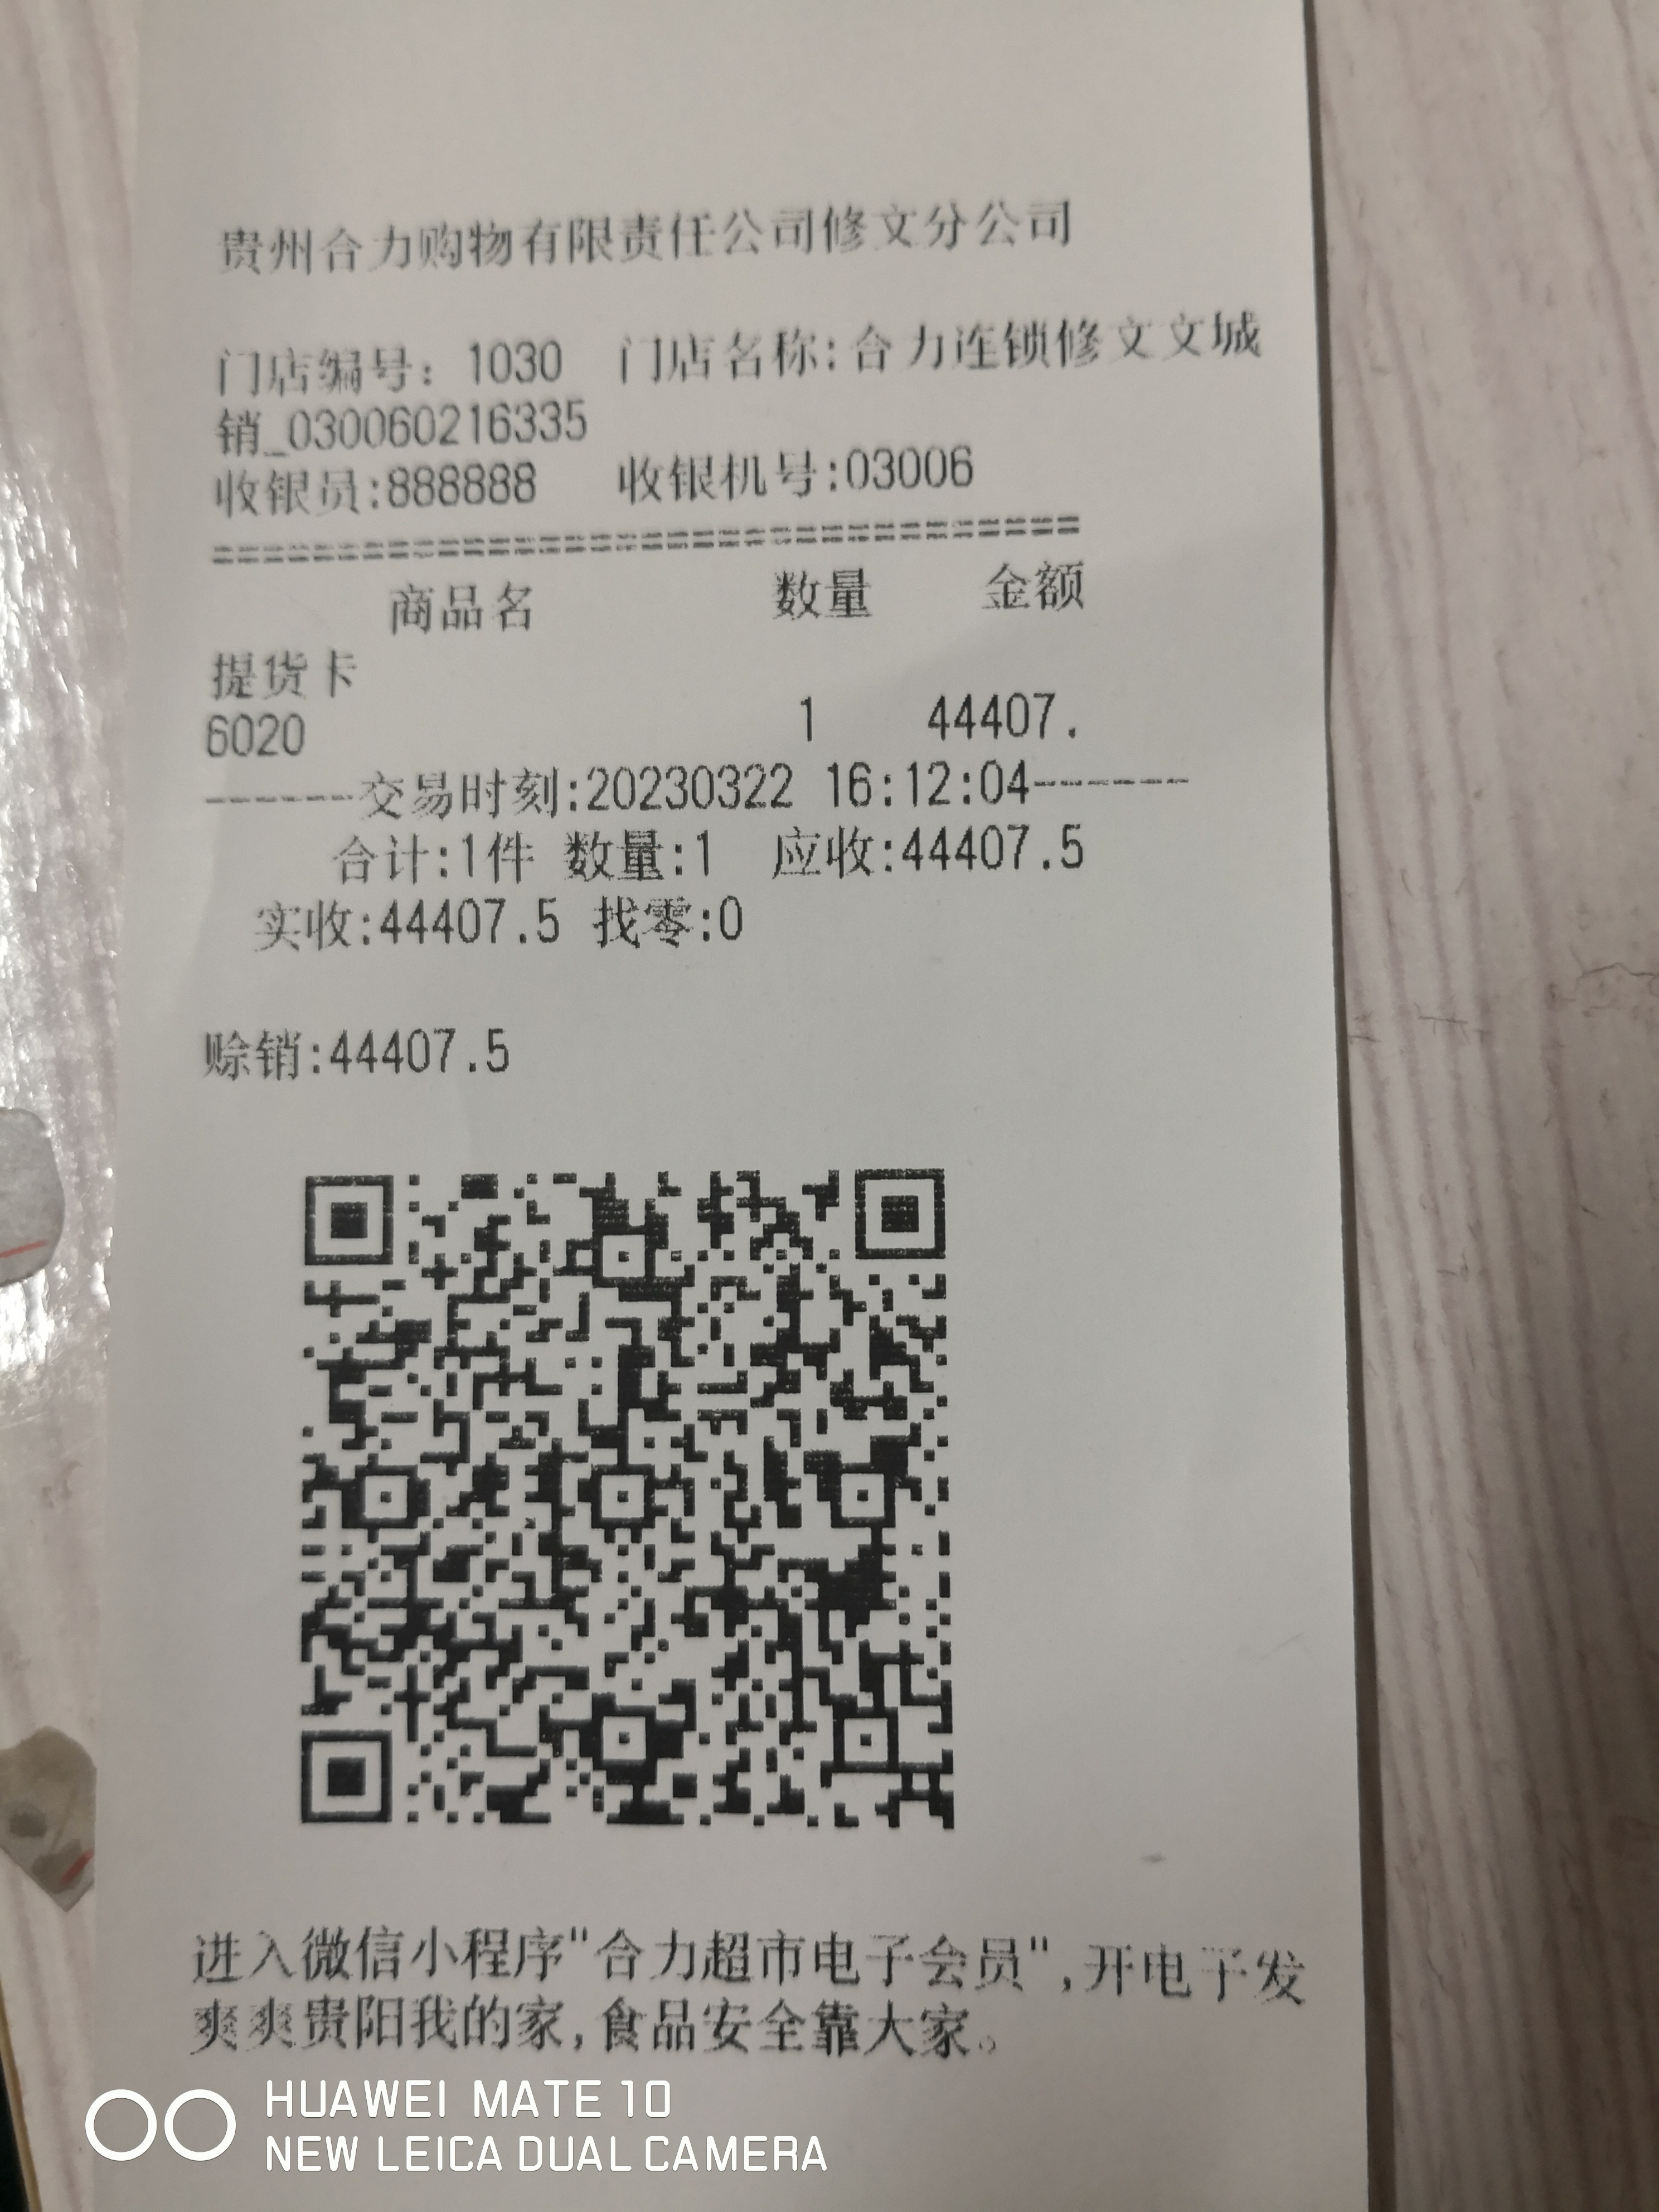 贵州合力购物有限责任公司修文分公司
门店编号：1030 门店名称:合力连锁修文文城
销_030060216335
收银员:888888 收银机号:03006
==================================
商品名 数量 金额
提货卡
6020 1 44407.
------交易时刻:20230322 16:12:04------
合计:1件 数量:1 应收:44407.5
实收:44407.5 找零:0
赊销:44407.5
进入微信小程序"合力超市电子会员",开电子发
爽爽贵阳我的家,食品安全靠大家。
HUAWEI MATE 10
NEW LEICA DUAL CAMERA